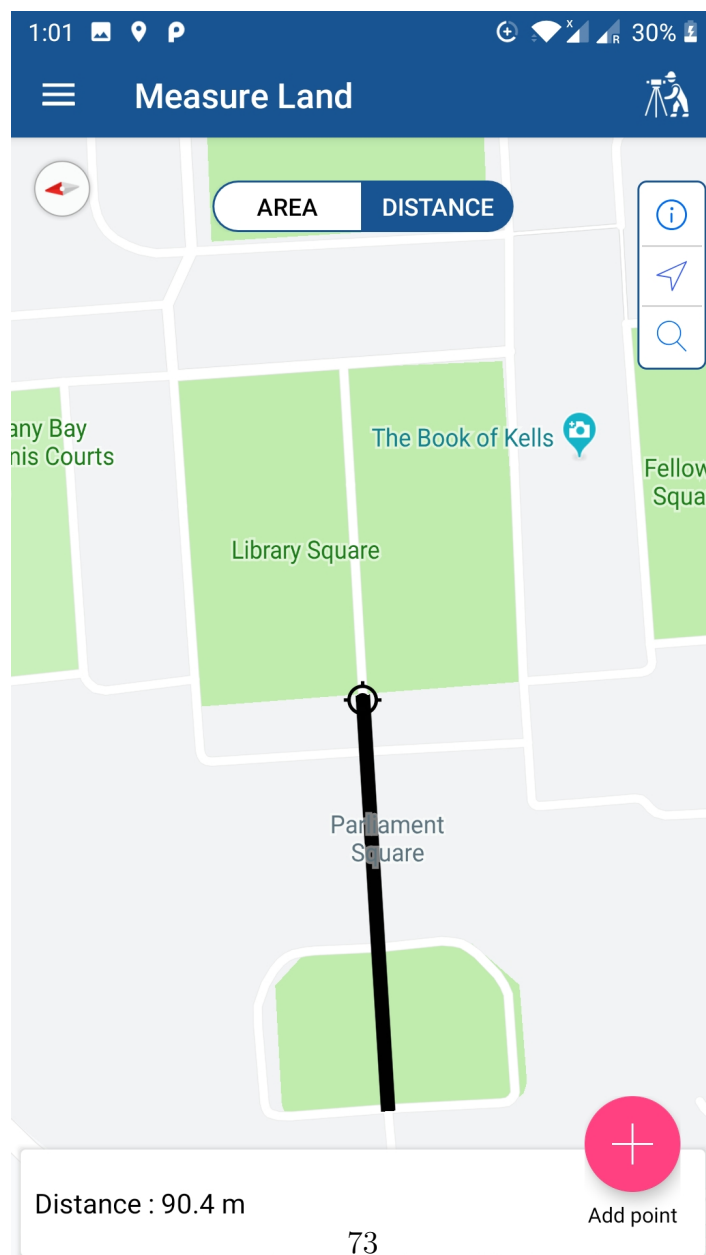 1:01
X
R
30%
Measure Land
AREA
DISTANCE
any Bay
nis Courts
The Book of Kells
Fellow
Squa
Library Square
Parliament
Square
Distance : 90.4 m
Add point
73